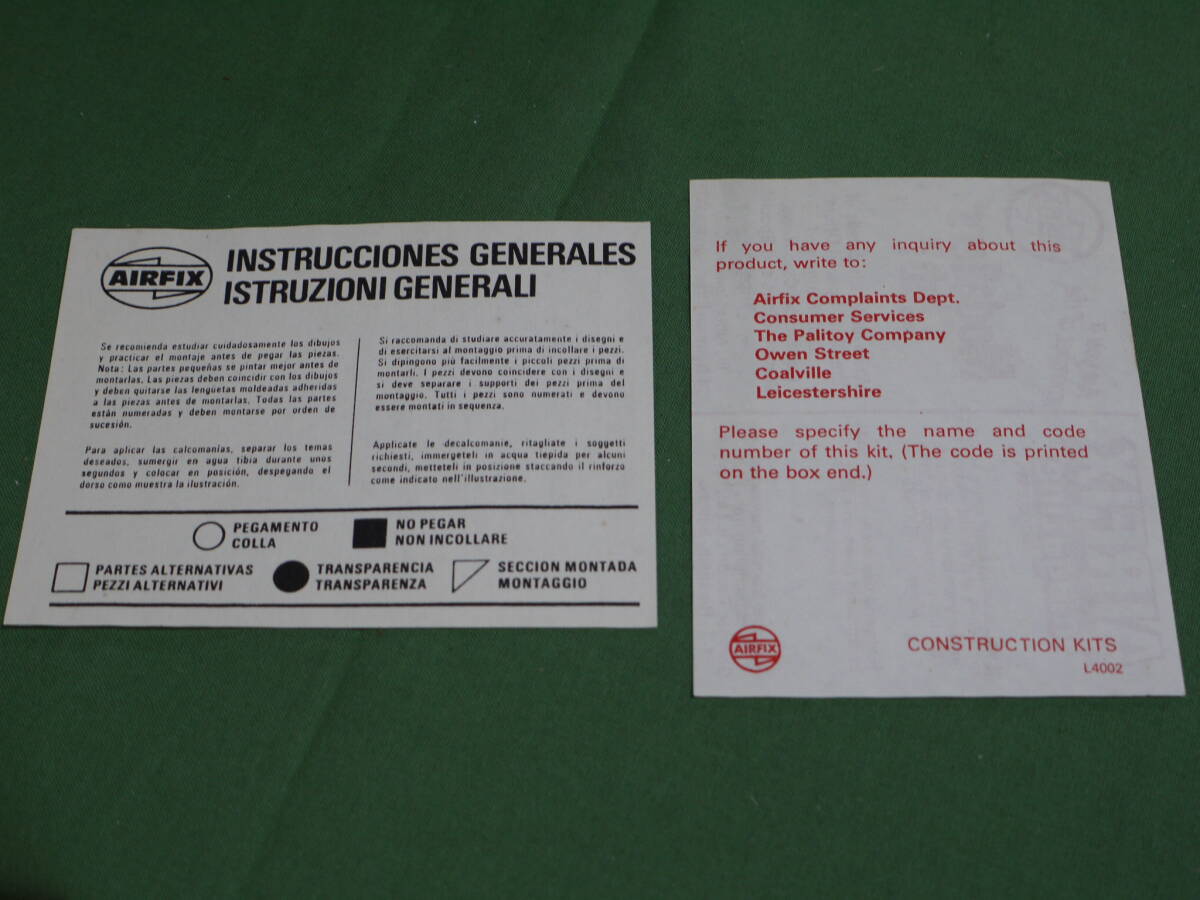 AIRFIX
INSTRUCCIONES GENERALES
ISTRUZIONI GENERALI
Se recomienda estudiar cuidadosamente los dibujos
y practicar el montaje antes de pegar las piezas.
Nota: Las partes pequeñas se pintar mejor antes de
montarlas. Las piezas deben coincidir con los dibujos
y deben quitarse las lengüetas moldeadas adheridas
a las piezas antes de montarlas. Todas las partes
están numeradas y deben montarse por orden de
sucesión.
Para aplicar las calcomanías, separar los temas
deseados, sumergir en agua tibia durante unos
segundos y colocar en posición, despegando el
dorso como muestra la ilustración.
Si raccomanda di studiare accuratamente i disegni e
di esercitarsi al montaggio prima di incollare i pezzi.
Si dipingono più facilmente i piccoli pezzi prima di
montarli. I pezzi devono coincidere con i disegni e
si deve separare i supporti dei pezzi prima del
montaggio. Tutti i pezzi sono numerati e devono
essere montati in sequenza.
Applicate le decalcomanie, ritagliate i soggetti
richiesti, immergeteli in acqua tiepida per alcuni
secondi, metteteli in posizione staccando il rinforzo
come indicato nell'illustrazione.
PEGAMENTO
COLLA
NO PEGAR
NON INCOLLARE
PARTES ALTERNATIVAS
PEZZI ALTERNATIVI
TRANSPARENCIA
TRANSPARENZA
SECCION MONTADA
MONTAGGIO
If you have any inquiry about this
product, write to:
Airfix Complaints Dept.
Consumer Services
The Palitoy Company
Owen Street
Coalville
Leicestershire
Please specify the name and code
number of this kit. (The code is printed
on the box end.)
AIRFIX
CONSTRUCTION KITS
L4002